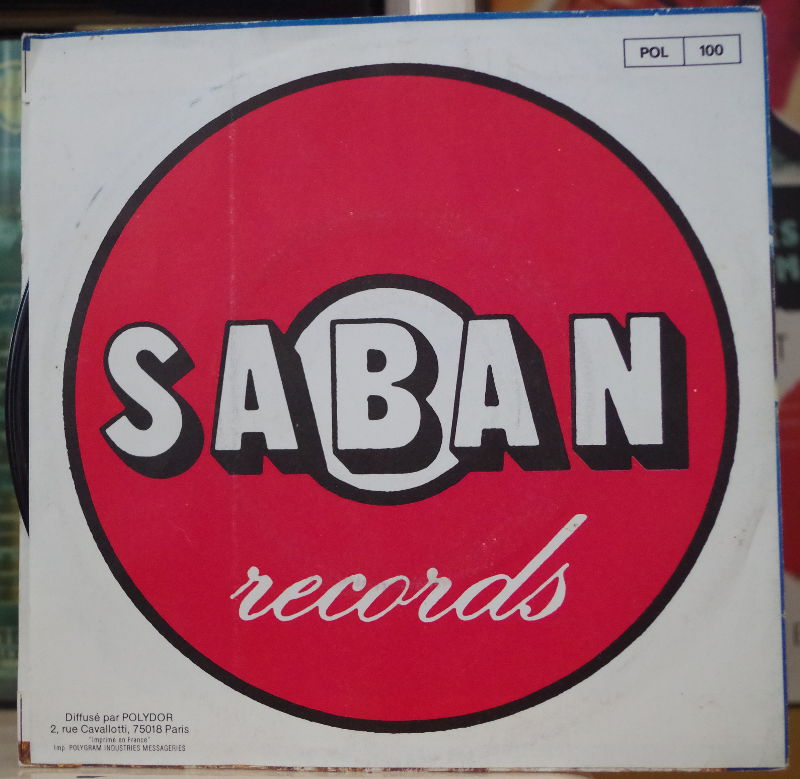 POL 100
SABAN
records
Diffusé par POLYDOR
2, rue Cavallotti, 75018 Paris
"Imprimé en France"
Imp. POLYGRAM INDUSTRIES MESSAGERIES